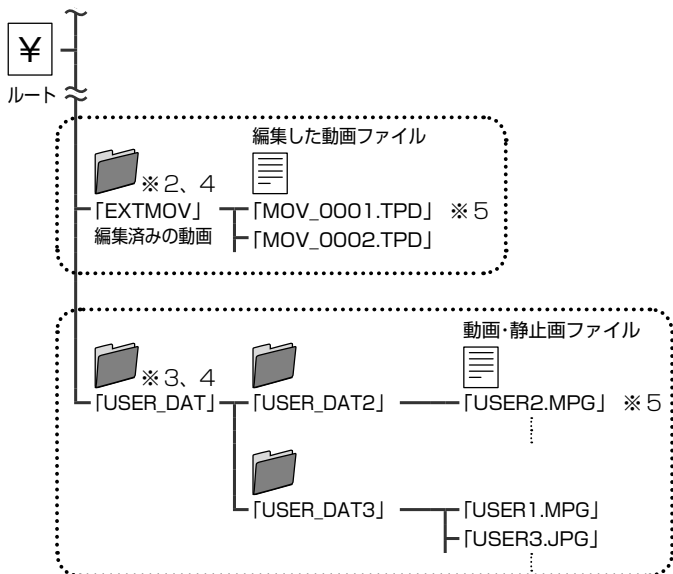 ¥
ルート
編集した動画ファイル
※2、4
「EXTMOV」
編集済みの動画
「MOV_0001.TPD」 ※5
「MOV_0002.TPD」
動画・静止画ファイル
※3、4
「USER_DAT」
「USER_DAT2」
「USER2.MPG」 ※5
「USER_DAT3」
「USER1.MPG」
「USER3.JPG」